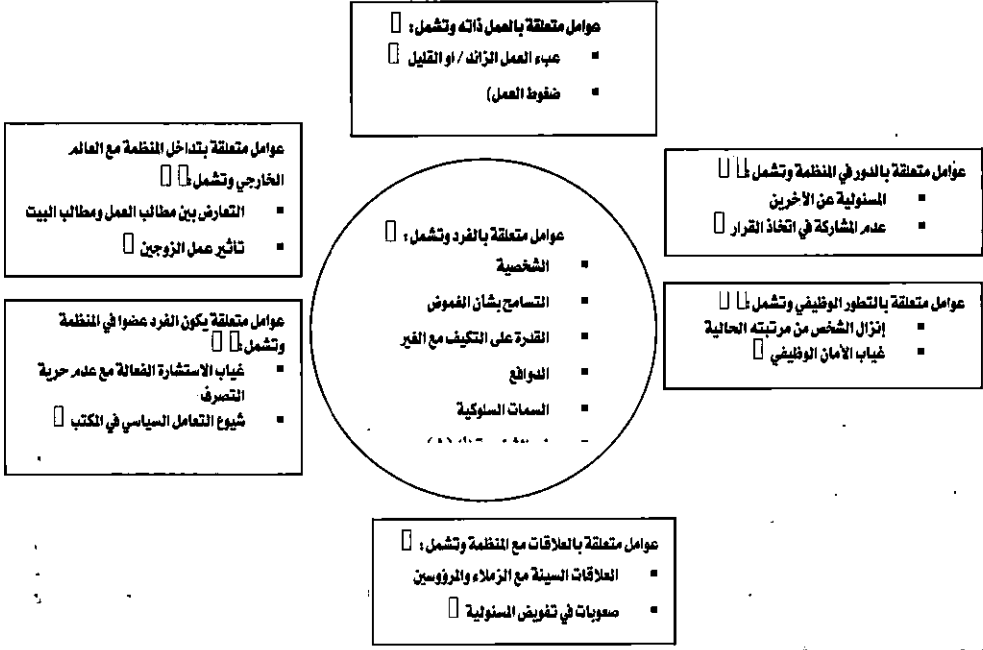 عوامل متعلقة بالعمل ذاته وتشمل:
▪ عبء العمل الزائد / او القليل
▪ ضغوط العمل)
عوامل متعلقة بالدور في المنظمة وتشمل:
▪ المسئولية عن الآخرين
▪ عدم المشاركة في اتخاذ القرار
عوامل متعلقة بتداخل المنظمة مع العالم
الخارجي وتشمل:
▪ التعارض بين مطالب العمل ومطالب البيت
▪ تأثير عمل الزوجين
عوامل متعلقة بالفرد وتشمل:
▪ الشخصية
▪ التسامح بشأن الغموض
▪ القدرة على التكيف مع الغير
▪ الدوافع
▪ السمات السلوكية
عوامل متعلقة بالتطور الوظيفي وتشمل:
▪ إنزال الشخص من مرتبته الحالية
▪ غياب الأمان الوظيفي
عوامل متعلقة يكون الفرد عضوا في المنظمة
وتشمل:
▪ غياب الاستشارة الفعالة مع عدم حرية
التصرف
▪ شيوع التعامل السياسي في المكتب
عوامل متعلقة بالعلاقات مع المنظمة وتشمل:
▪ العلاقات السيئة مع الزملاء والمرؤوسين
▪ صعوبات في تفويض المسئولية